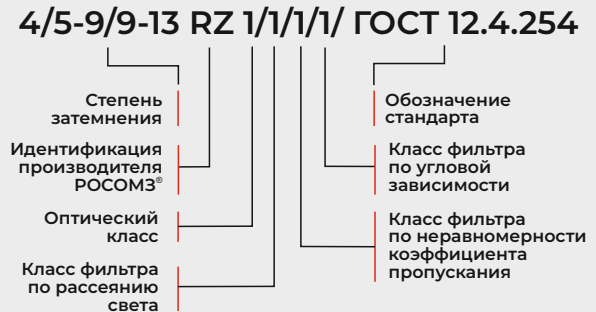 4/5-9/9-13 RZ 1/1/1/1/ ГОСТ 12.4.254
Степень
затемнения
Идентификация
производителя
РОСОМЗ®
Оптический
класс
Класс фильтра
по рассеянию
света
Обозначение
стандарта
Класс фильтра
по угловой
зависимости
Класс фильтра
по неравномерности
коэффициента
пропускания